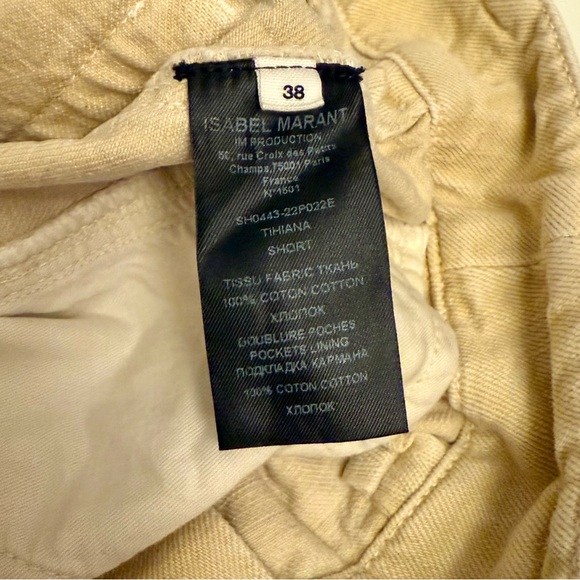 38
ISABEL MARANT
IM PRODUCTION
50, rue Croix des Petits
Champs,75001 Paris
France
N°1501
SH0443-22P022E
TIHIANA
SHORT
TISSU FABRIC ТКАНЬ
100% COTON COTTON
ХЛОПОК
DOUBLURE POCHES
POCKETS LINING
ПОДКЛАДКА КАРМАНА
100% COTON COTTON
ХЛОПОК